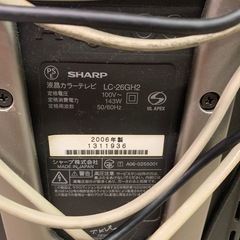 PS
E
SHARP
液晶カラーテレビ LC-26GH2
定格電圧 100V~
定格消費電力 143W
定格周波数 50/60Hz
UL APEX
2006年製
1311936
シャープ株式会社
MADE IN JAPAN